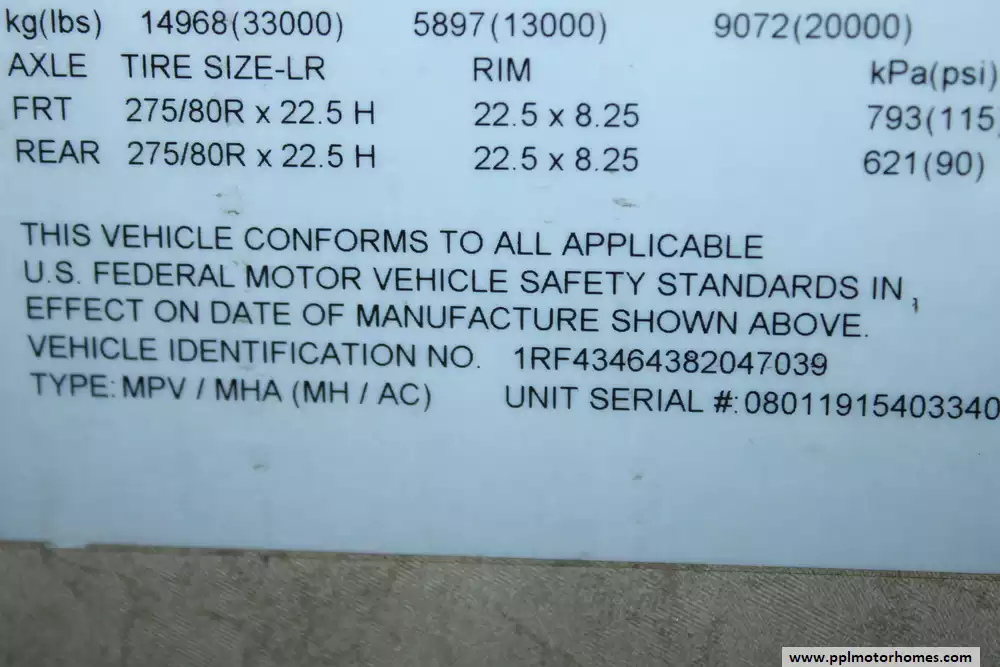 kg(lbs) 14968(33000) 5897(13000) 9072(20000)
AXLE TIRE SIZE-LR RIM kPa(psi)
FRT 275/80R x 22.5 H 22.5 x 8.25 793(115
REAR 275/80R x 22.5 H 22.5 x 8.25 621(90)
THIS VEHICLE CONFORMS TO ALL APPLICABLE
U.S. FEDERAL MOTOR VEHICLE SAFETY STANDARDS IN
EFFECT ON DATE OF MANUFACTURE SHOWN ABOVE.
VEHICLE IDENTIFICATION NO. 1RF43464382047039
TYPE: MPV / MHA (MH / AC) UNIT SERIAL #: 08011915403340
www.pplmotorhomes.com